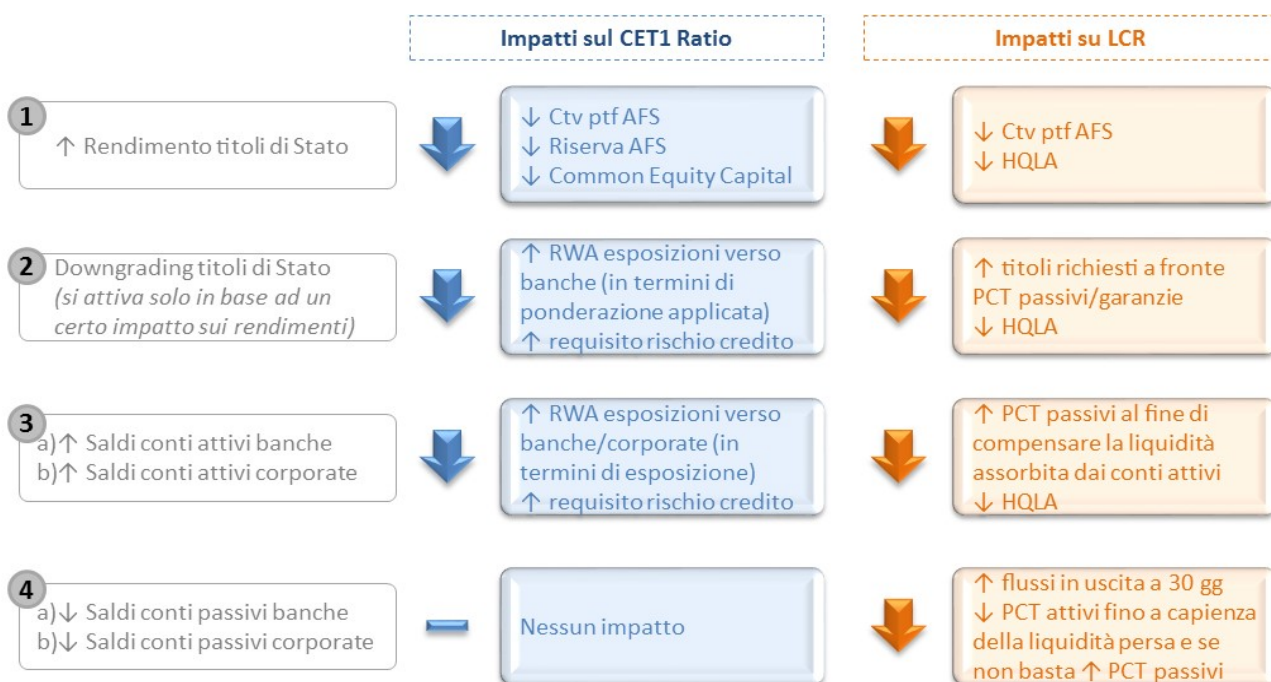 Impatti sul CET1 Ratio
Impatti su LCR
1
↑ Rendimento titoli di Stato
↓ Ctv ptf AFS
↓ Riserva AFS
↓ Common Equity Capital
↓ Ctv ptf AFS
↓ HQLA
2
Downgrading titoli di Stato
(si attiva solo in base ad un
certo impatto sui rendimenti)
↑ RWA esposizioni verso
banche (in termini di
ponderazione applicata)
↑ requisito rischio credito
↑ titoli richiesti a fronte
PCT passivi/garanzie
↓ HQLA
3
a)↑ Saldi conti attivi banche
b)↑ Saldi conti attivi corporate
↑ RWA esposizioni verso
banche/corporate (in
termini di esposizione)
↑ requisito rischio credito
↑ PCT passivi al fine di
compensare la liquidità
assorbita dai conti attivi
↓ HQLA
4
a)↓ Saldi conti passivi banche
b)↓ Saldi conti passivi corporate
Nessun impatto
↑ flussi in uscita a 30 gg
↓ PCT attivi fino a capienza
della liquidità persa e se
non basta ↑ PCT passivi